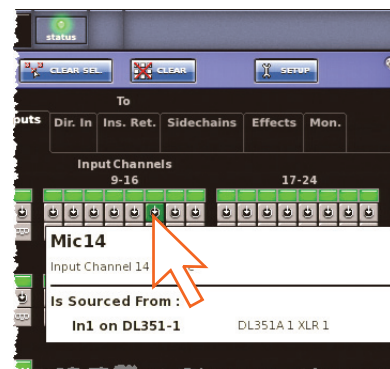 status
CLEAR SEL. CLEAR SETUP
To
Dir. In Ins. Ret. Sidechains Effects Mon.
Input Channels
9-16 17-24
Mic14
Input Channel 14
Is Sourced From :
In1 on DL351-1 DL351A 1 XLR 1